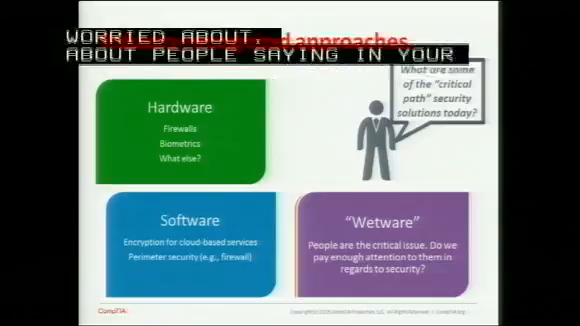 WORRIED ABOUT,
ABOUT PEOPLE SAYING IN YOUR
approaches
What are some
of the "critical
path" security
solutions today?
Hardware
Firewalls
Biometrics
What else?
Software
Encryption for cloud-based services
Perimeter security (e.g., firewall)
"Wetware"
People are the critical issue. Do we
pay enough attention to them in
regards to security?
CompTIA